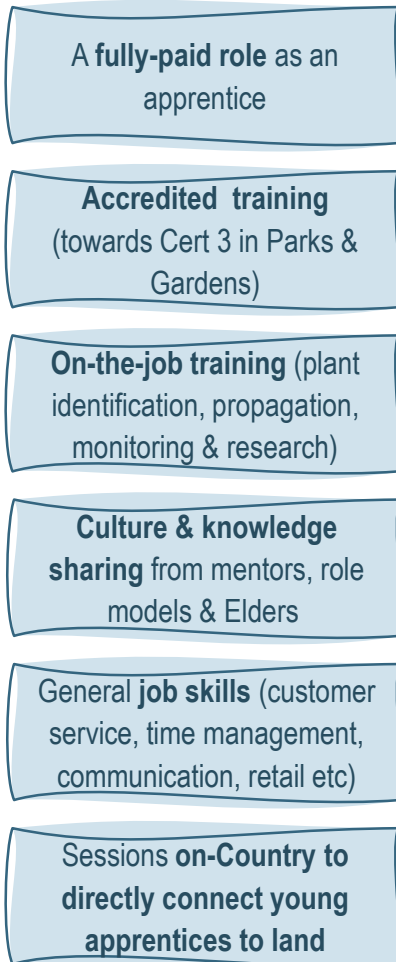 A fully-paid role as an
apprentice
Accredited training
(towards Cert 3 in Parks &
Gardens)
On-the-job training (plant
identification, propagation,
monitoring & research)
Culture & knowledge
sharing from mentors, role
models & Elders
General job skills (customer
service, time management,
communication, retail etc)
Sessions on-Country to
directly connect young
apprentices to land